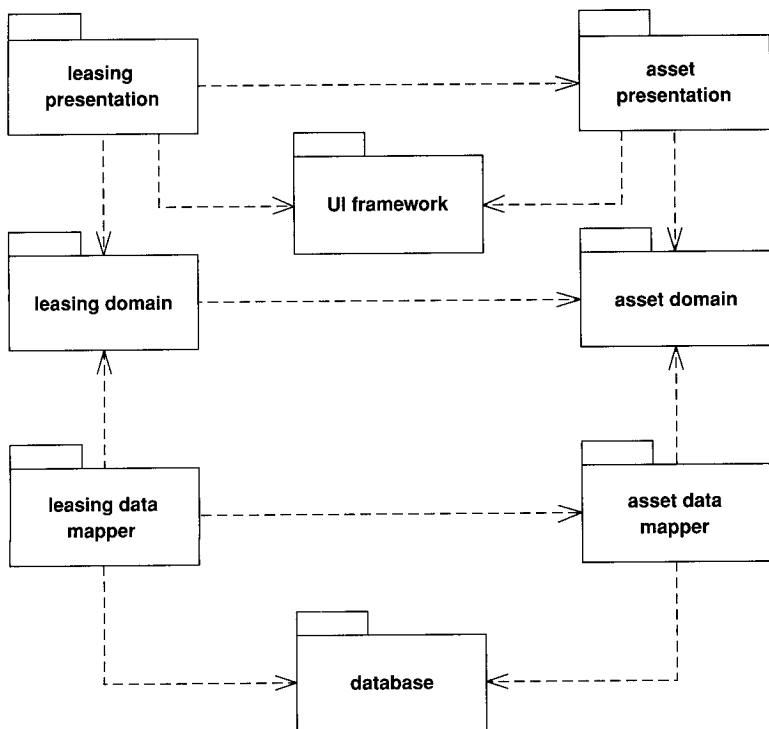 leasing
presentation
asset
presentation
UI framework
leasing domain
asset domain
leasing data
mapper
asset data
mapper
database